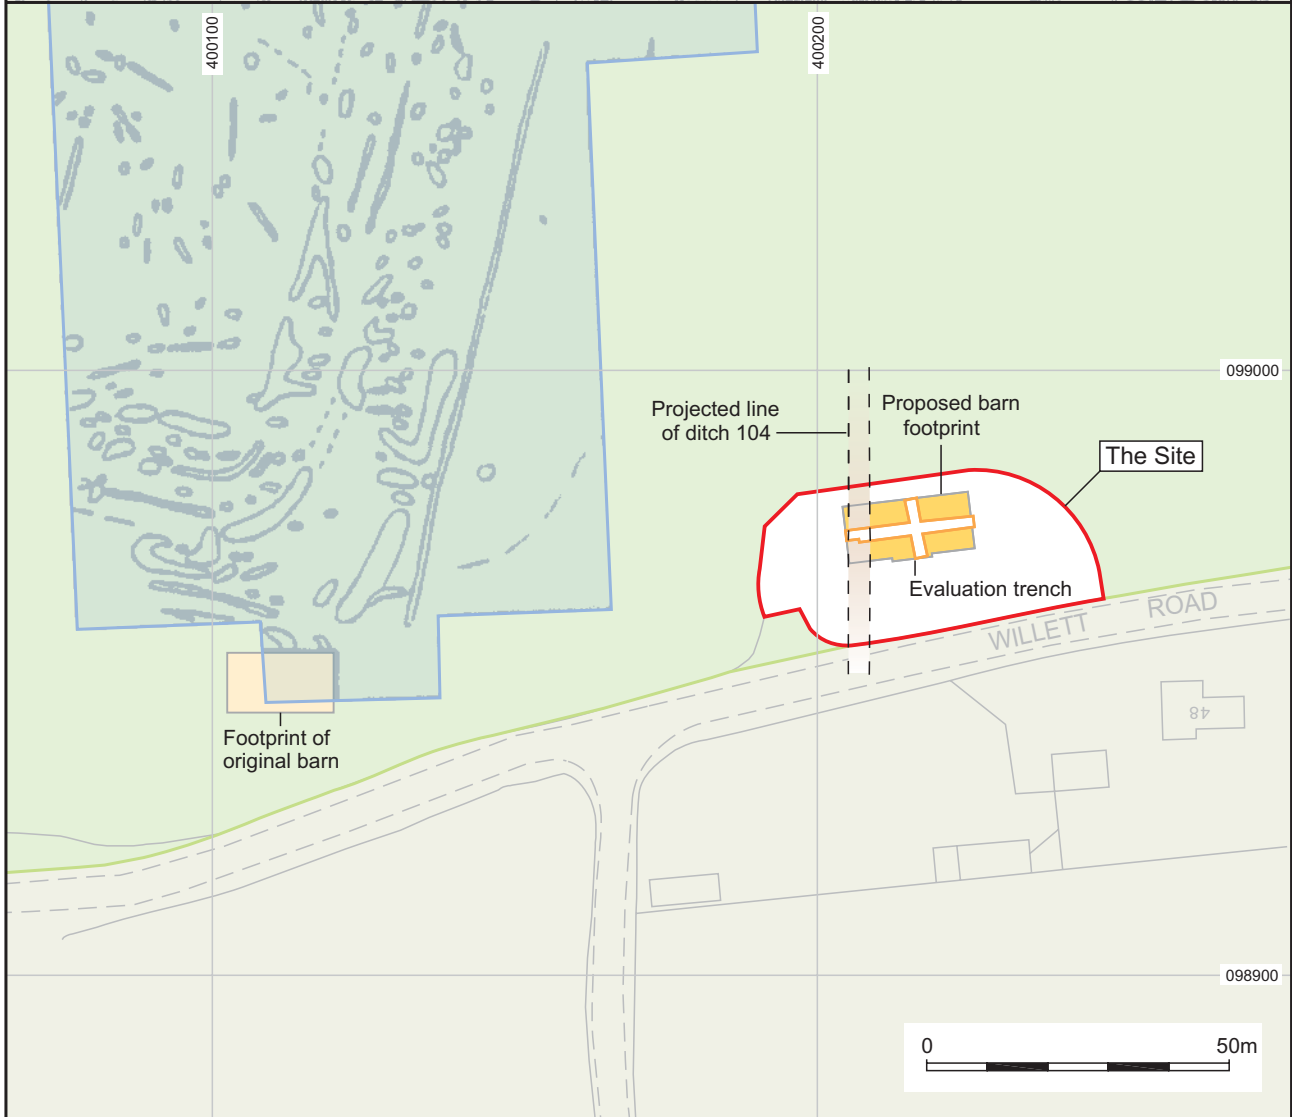 400100
400200
099000
Projected line
of ditch 104
Proposed barn
footprint
The Site
Evaluation trench
WILLETT ROAD
48
Footprint of
original barn
098900
0 50m